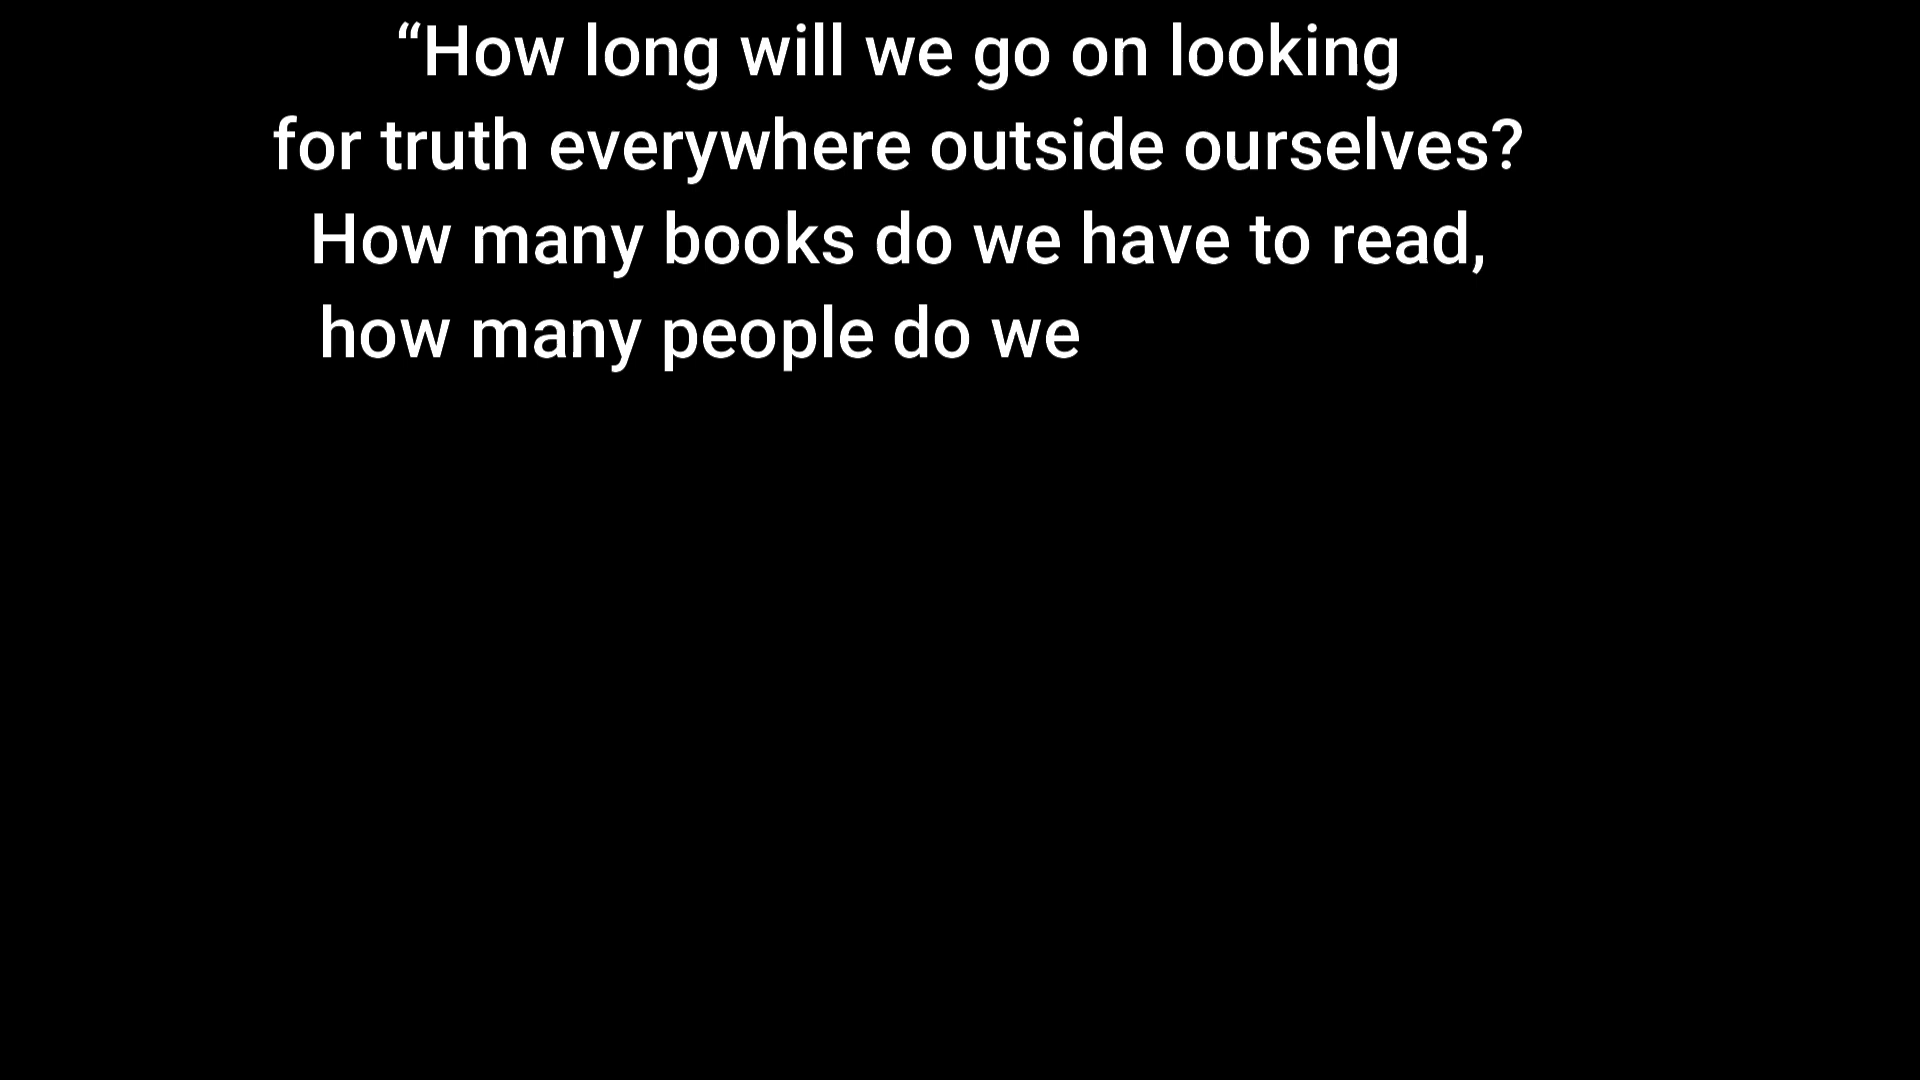 “How long will we go on looking
for truth everywhere outside ourselves?
How many books do we have to read,
how many people do we